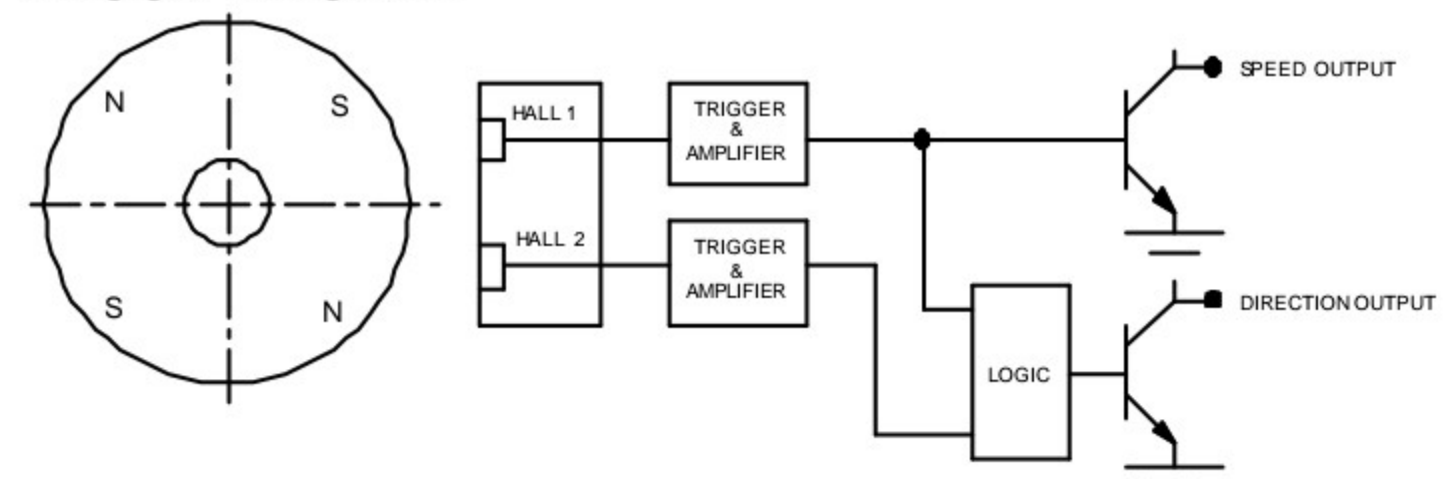 N
S
S
N
HALL 1
HALL 2
TRIGGER
&
AMPLIFIER
TRIGGER
&
AMPLIFIER
LOGIC
SPEED OUTPUT
DIRECTION OUTPUT